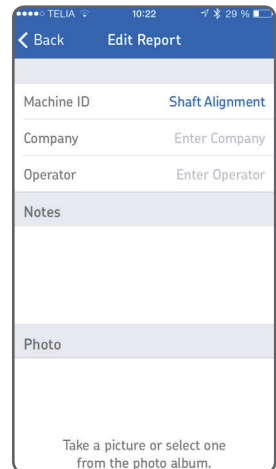 TELIA 10:22 29 %
Back Edit Report
Machine ID Shaft Alignment
Company Enter Company
Operator Enter Operator
Notes
Photo
Take a picture or select one
from the photo album.